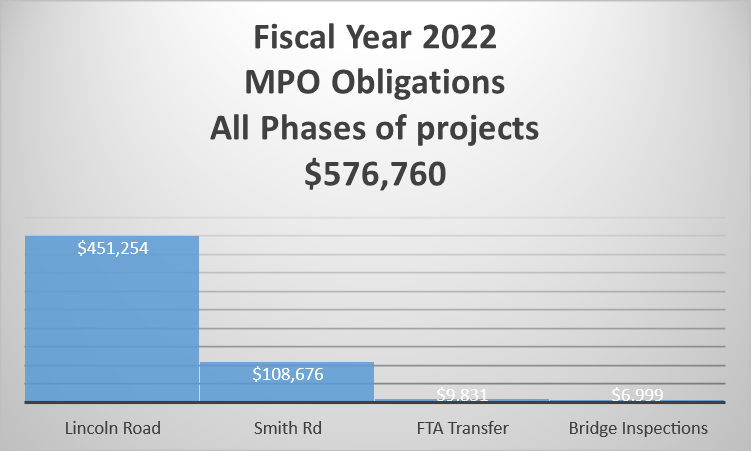 Fiscal Year 2022
MPO Obligations
All Phases of projects
$576,760
$451,254
$108,676
$9,831
$6,999
Lincoln Road
Smith Rd
FTA Transfer
Bridge Inspections